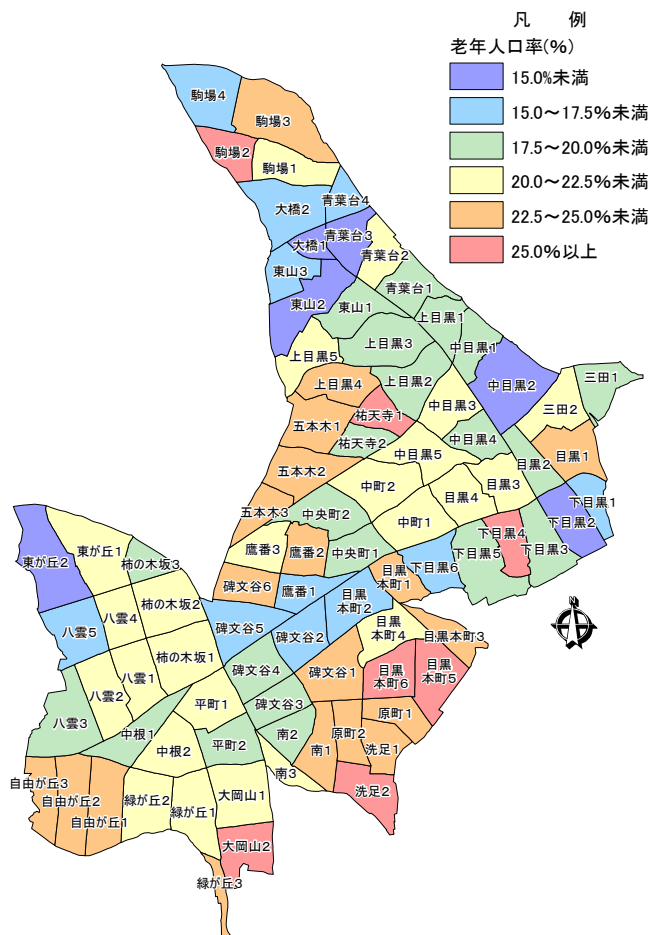 凡 例
老年人口率(%)
15.0%未満
15.0～17.5%未満
17.5～20.0%未満
20.0～22.5%未満
22.5～25.0%未満
25.0%以上
駒場4
駒場3
駒場2
駒場1
大橋2
青葉台4
大橋1
青葉台3
青葉台2
東山3
青葉台1
東山2
東山1
上目黒1
上目黒3
中目黒1
上目黒5
上目黒4
上目黒2
中目黒2
三田1
中目黒3
三田2
五本木1
祐天寺1
祐天寺2
中目黒4
中目黒5
目黒2
目黒1
五本木2
中町2
目黒3
目黒4
下目黒1
下目黒2
五本木3
中央町2
中町1
下目黒4
下目黒3
下目黒5
鷹番3
鷹番2
中央町1
下目黒6
東が丘2
東が丘1
柿の木坂3
碑文谷6
鷹番1
目黒
本町1
目黒
本町2
柿の木坂2
八雲4
八雲5
碑文谷5
碑文谷2
目黒
本町4
目黒本町3
柿の木坂1
碑文谷4
碑文谷1
目黒
本町5
目黒
本町6
八雲1
八雲2
八雲3
平町1
碑文谷3
原町1
中根1
中根2
平町2
南2
南1
原町2
洗足1
南3
洗足2
自由が丘3
自由が丘2
自由が丘1
緑が丘2
緑が丘1
大岡山1
大岡山2
緑が丘3